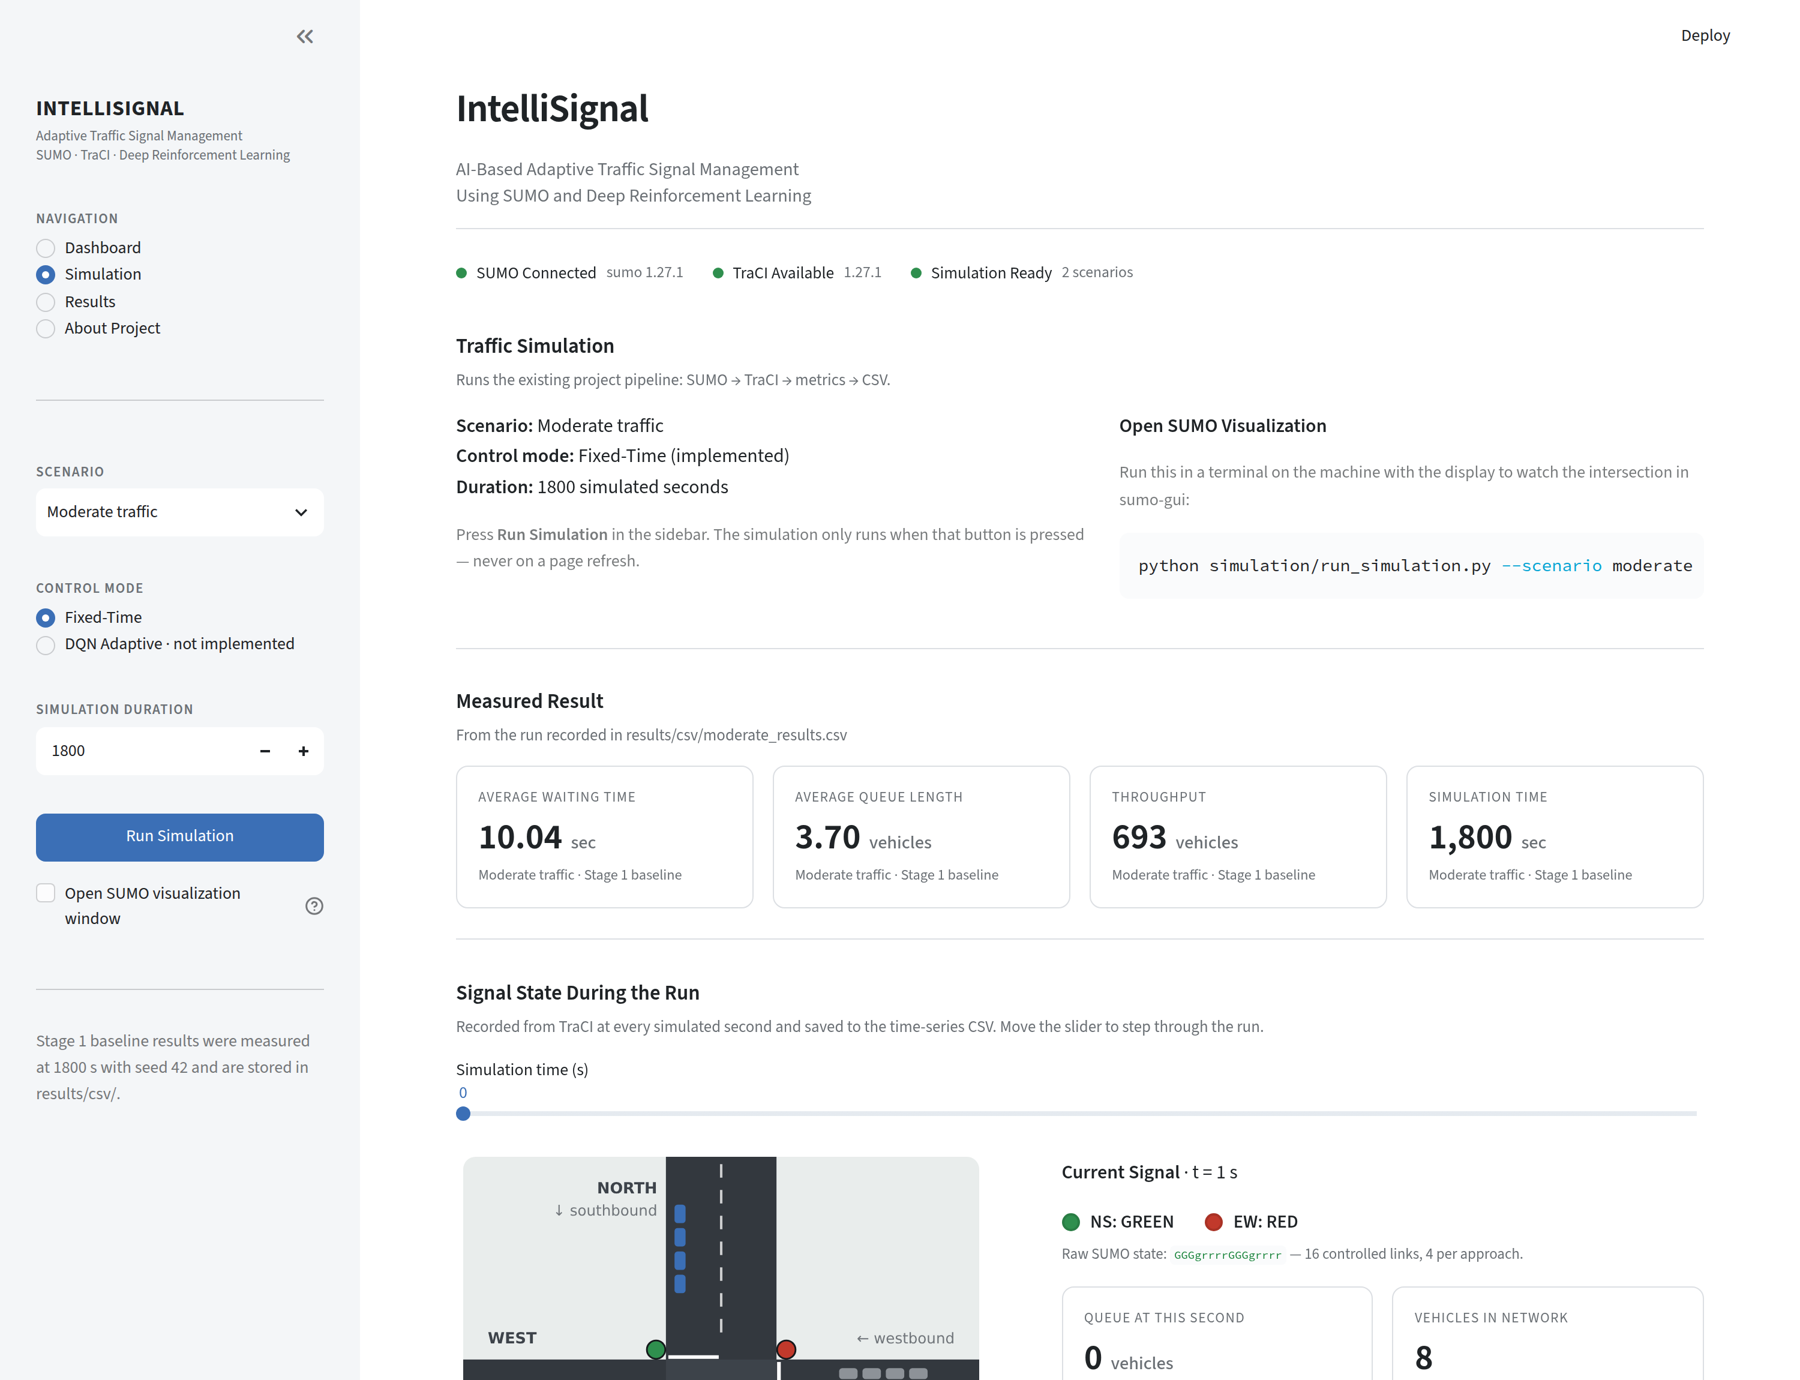 Deploy
INTELLISIGNAL
Adaptive Traffic Signal Management
SUMO · TraCI · Deep Reinforcement Learning
NAVIGATION
Dashboard
Simulation
Results
About Project
SCENARIO
Moderate traffic
CONTROL MODE
Fixed-Time
DQN Adaptive · not implemented
SIMULATION DURATION
1800
Run Simulation
Open SUMO visualization
window
Stage 1 baseline results were measured
at 1800 s with seed 42 and are stored in
results/csv/.
IntelliSignal
AI-Based Adaptive Traffic Signal Management
Using SUMO and Deep Reinforcement Learning
SUMO Connected sumo 1.27.1 TraCI Available 1.27.1 Simulation Ready 2 scenarios
Traffic Simulation
Runs the existing project pipeline: SUMO → TraCI → metrics → CSV.
Scenario: Moderate traffic
Control mode: Fixed-Time (implemented)
Duration: 1800 simulated seconds
Press Run Simulation in the sidebar. The simulation only runs when that button is pressed
— never on a page refresh.
Open SUMO Visualization
Run this in a terminal on the machine with the display to watch the intersection in
sumo-gui:
python simulation/run_simulation.py --scenario moderate
Measured Result
From the run recorded in results/csv/moderate_results.csv
AVERAGE WAITING TIME
10.04 sec
Moderate traffic · Stage 1 baseline
AVERAGE QUEUE LENGTH
3.70 vehicles
Moderate traffic · Stage 1 baseline
THROUGHPUT
693 vehicles
Moderate traffic · Stage 1 baseline
SIMULATION TIME
1,800 sec
Moderate traffic · Stage 1 baseline
Signal State During the Run
Recorded from TraCI at every simulated second and saved to the time-series CSV. Move the slider to step through the run.
Simulation time (s)
0
NORTH
↓ southbound
WEST
← westbound
Current Signal · t = 1 s
NS: GREEN EW: RED
Raw SUMO state: GGGgrrrrGGGgrrrr — 16 controlled links, 4 per approach.
QUEUE AT THIS SECOND
0 vehicles
VEHICLES IN NETWORK
8